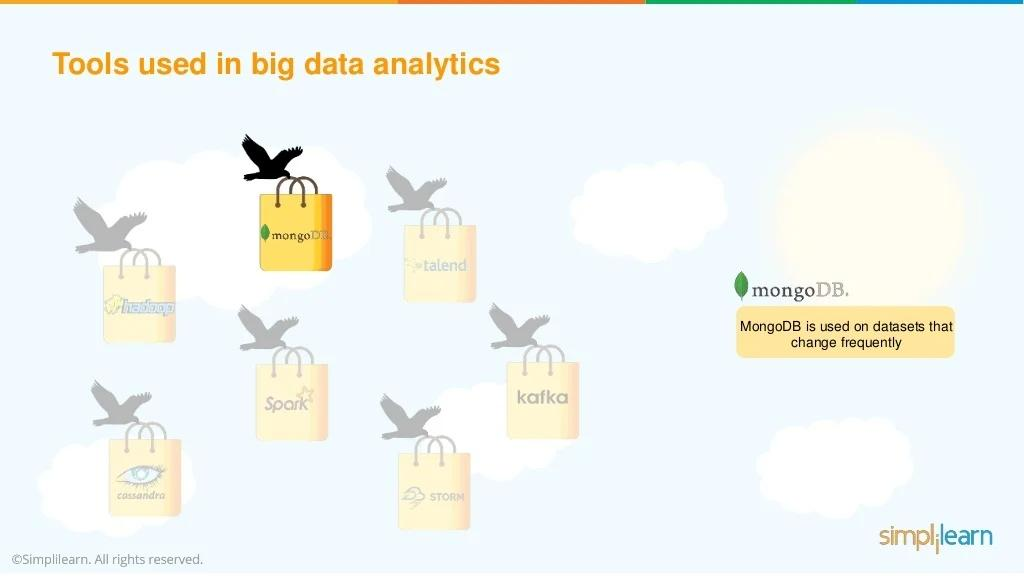 Tools used in big data analytics
mongoDB.
talend
hadoop
mongoDB.
MongoDB is used on datasets that
change frequently
Spark
kafka
cassandra
STORM
simplilearn
©Simplilearn. All rights reserved.